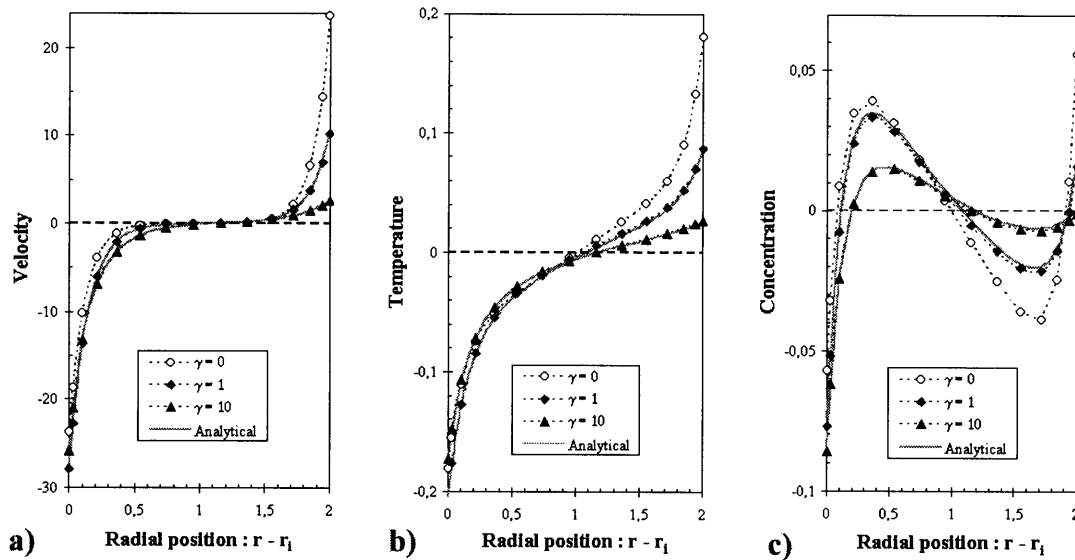 20
10
0
-10
-20
-30
Velocity
γ = 0
γ = 1
γ = 10
Analytical
0
0,5
1
1,5
2
a)
Radial position : r - rᵢ
0,2
0,1
0
-0,1
-0,2
Temperature
γ = 0
γ = 1
γ = 10
Analytical
0
0,5
1
1,5
2
b)
Radial position : r - rᵢ
0,05
0
-0,05
-0,1
Concentration
γ = 0
γ = 1
γ = 10
Analytical
0
0,5
1
1,5
2
c)
Radial position : r - rᵢ